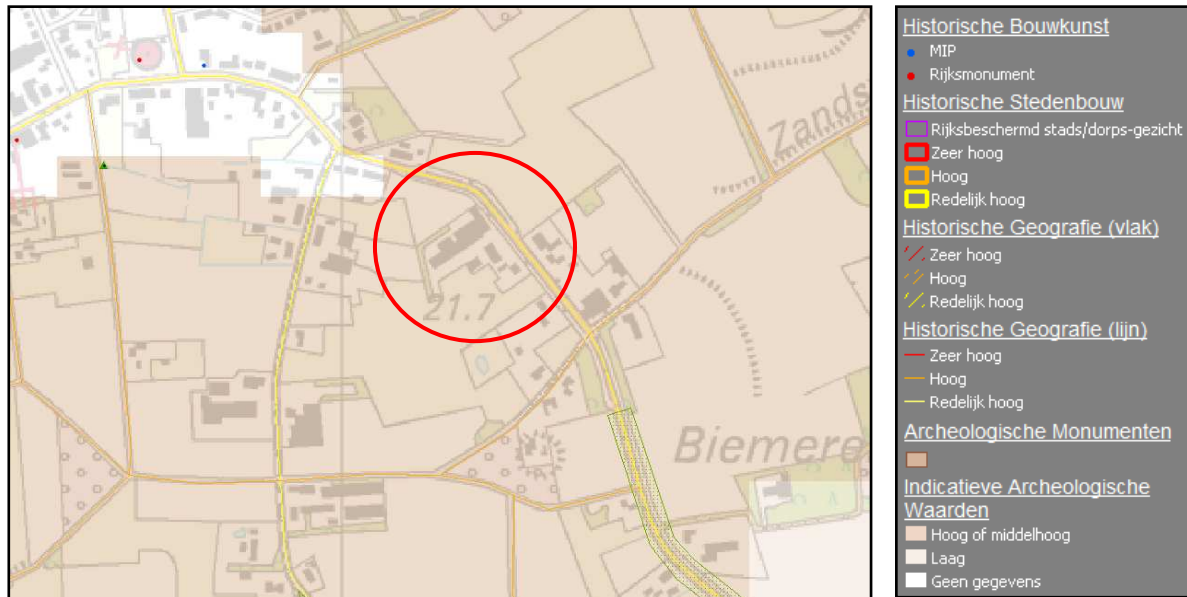 Zands
21.7
Biemere
Historische Bouwkunst
MIP
Rijksmonument
Historische Stedenbouw
Rijksbeschermd stads/dorps-gezicht
Zeer hoog
Hoog
Redelijk hoog
Historische Geografie (vlak)
Zeer hoog
Hoog
Redelijk hoog
Historische Geografie (lijn)
Zeer hoog
Hoog
Redelijk hoog
Archeologische Monumenten
Indicatieve Archeologische
Waarden
Hoog of middelhoog
Laag
Geen gegevens